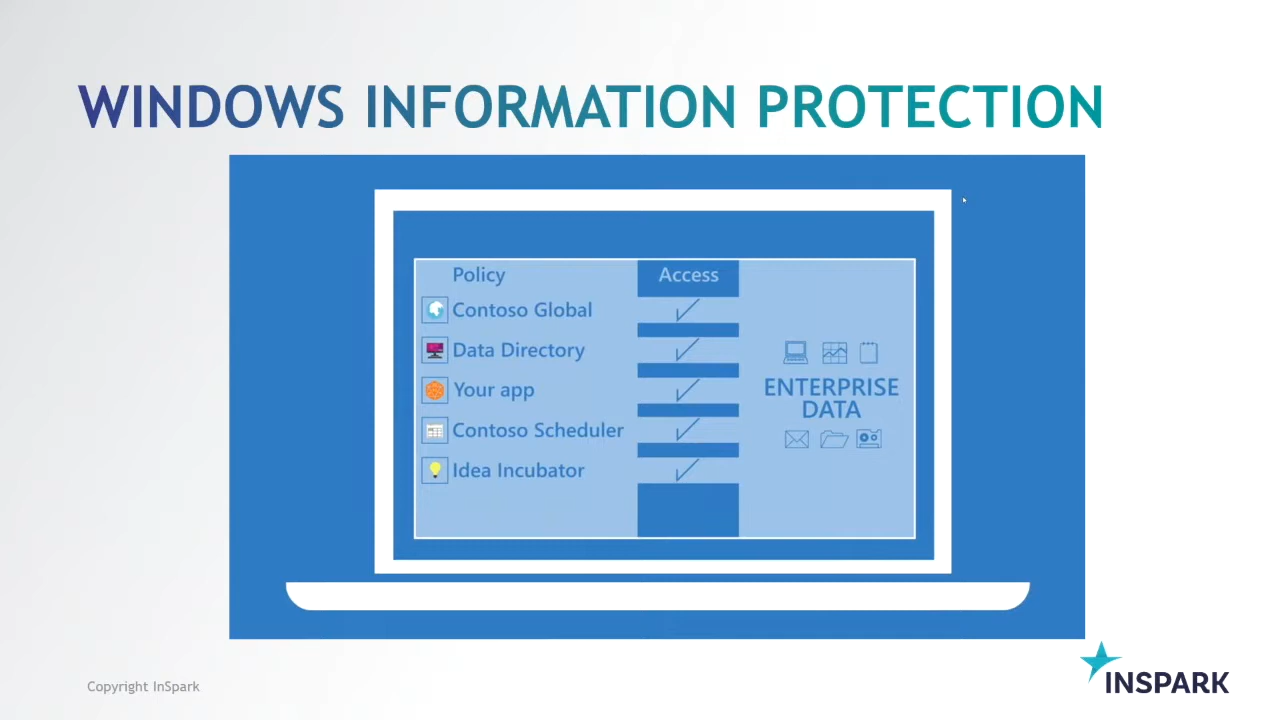 WINDOWS INFORMATION PROTECTION
Policy
Access
Contoso Global
Data Directory
Your app
Contoso Scheduler
Idea Incubator
ENTERPRISE
DATA
Copyright InSpark
INSPARK